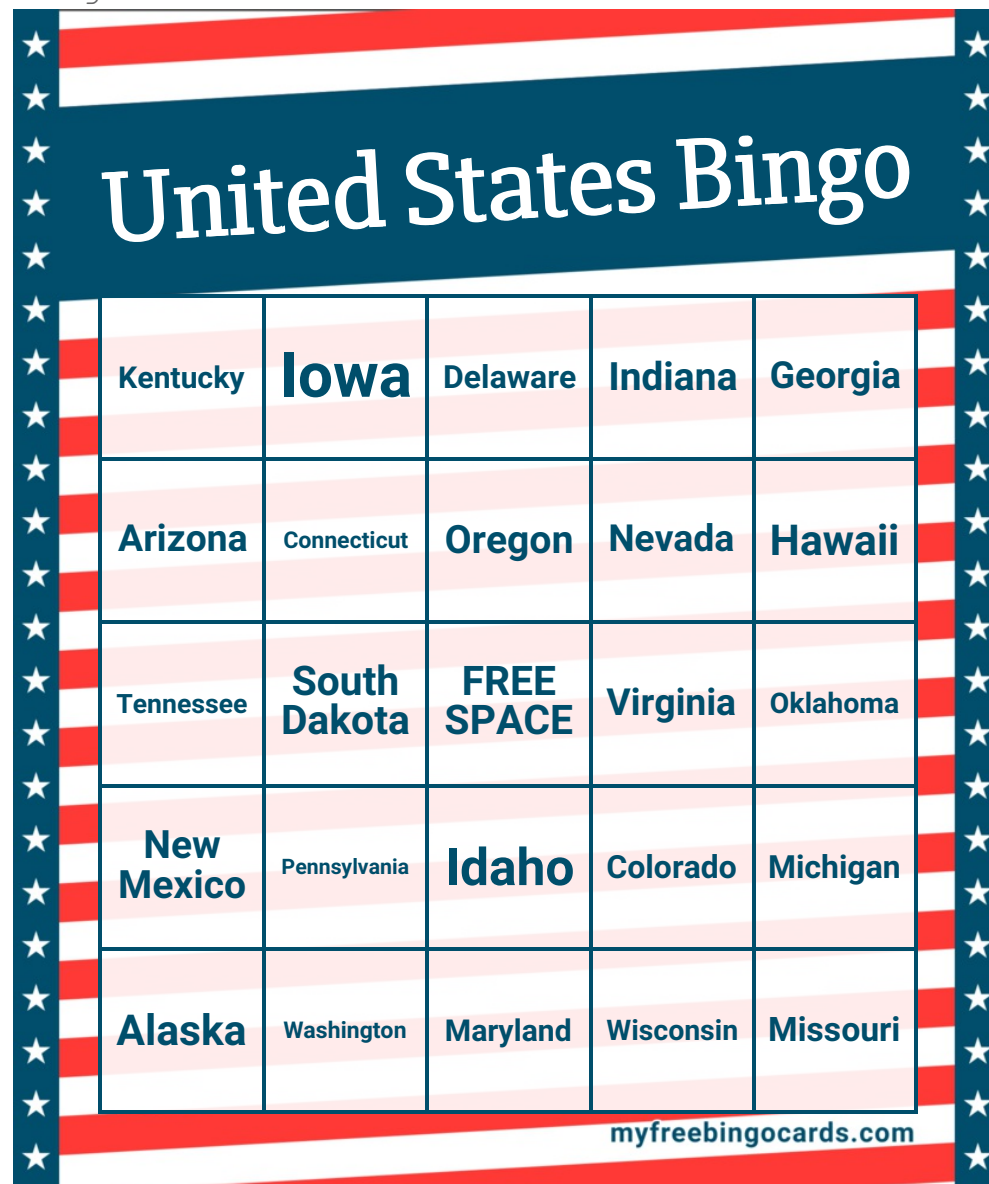 United States Bingo
Kentucky
Iowa
Delaware
Indiana
Georgia
Arizona
Connecticut
Oregon
Nevada
Hawaii
Tennessee
South
Dakota
FREE
SPACE
Virginia
Oklahoma
New
Mexico
Pennsylvania
Idaho
Colorado
Michigan
Alaska
Washington
Maryland
Wisconsin
Missouri
myfreebingocards.com